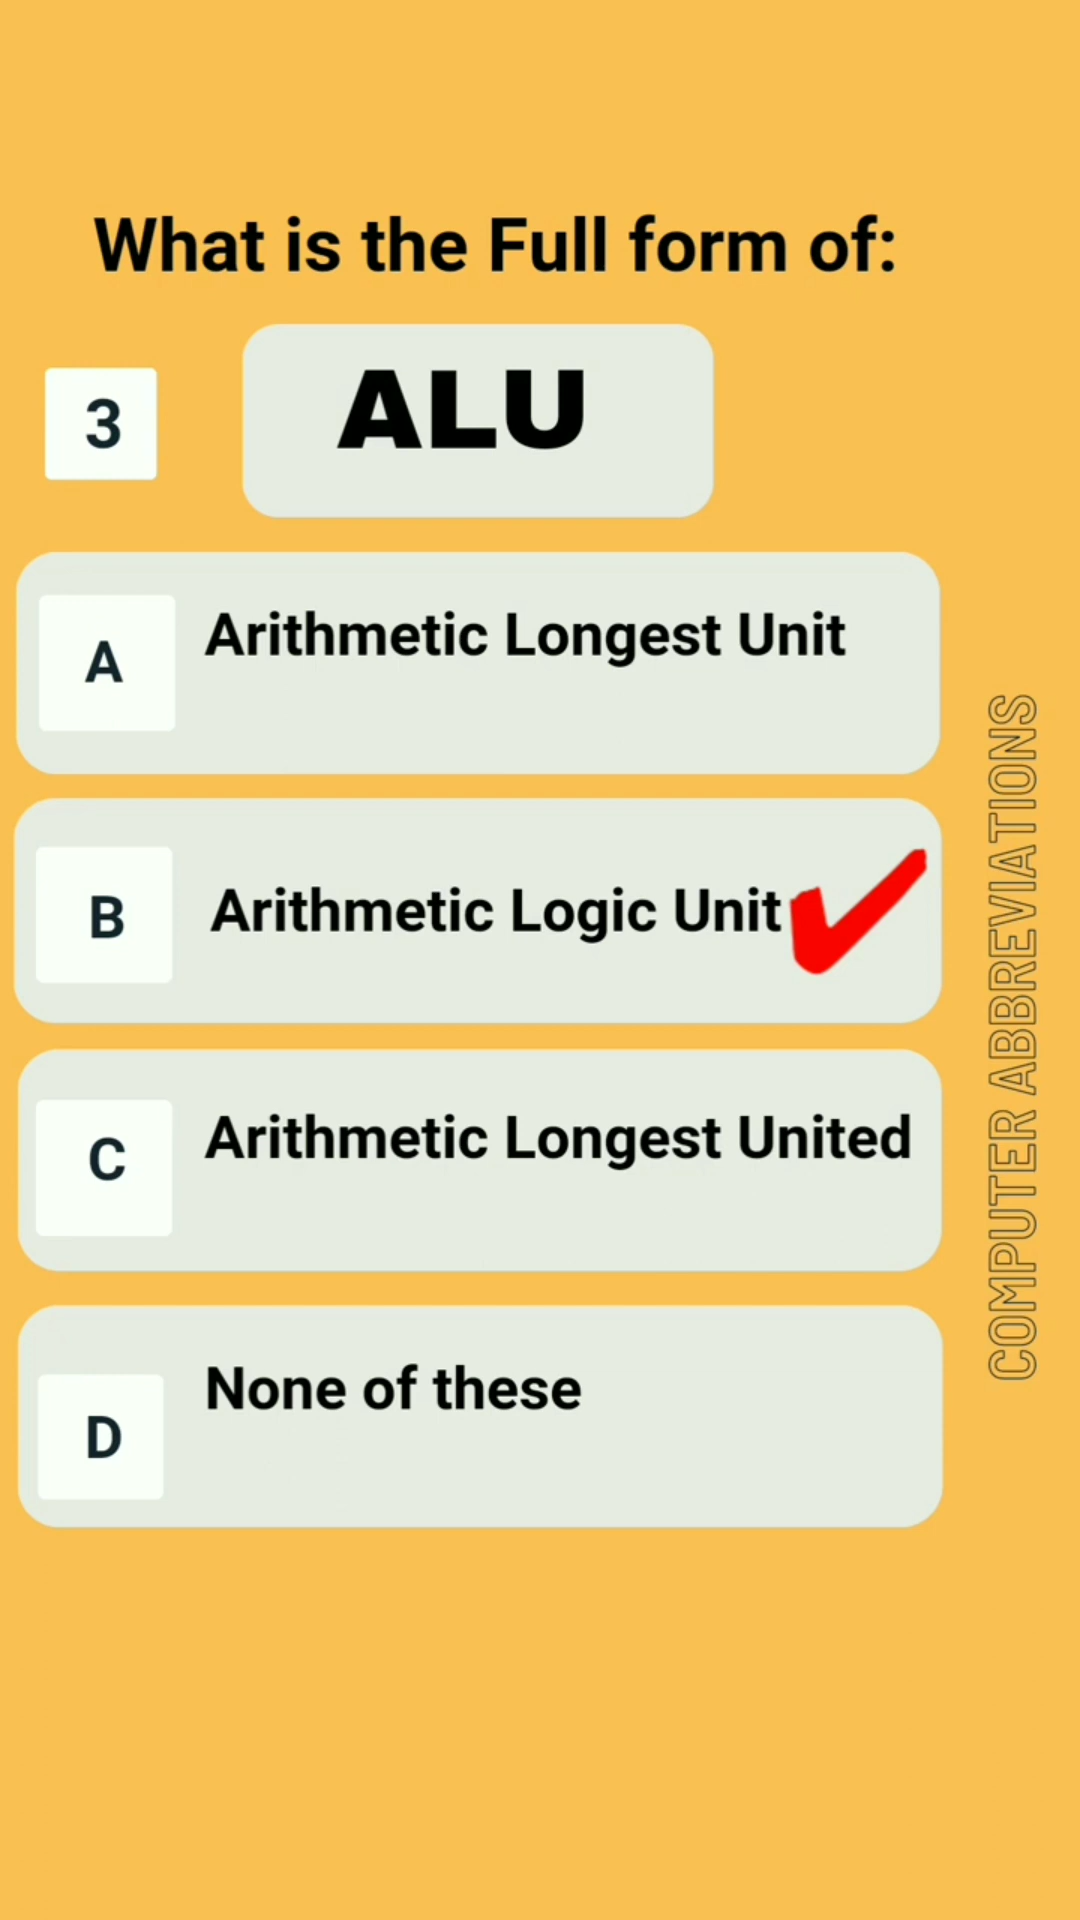 What is the Full form of:
3
ALU
A
Arithmetic Longest Unit
B
Arithmetic Logic Unit
C
Arithmetic Longest United
D
None of these
COMPUTER ABBREVIATIONS